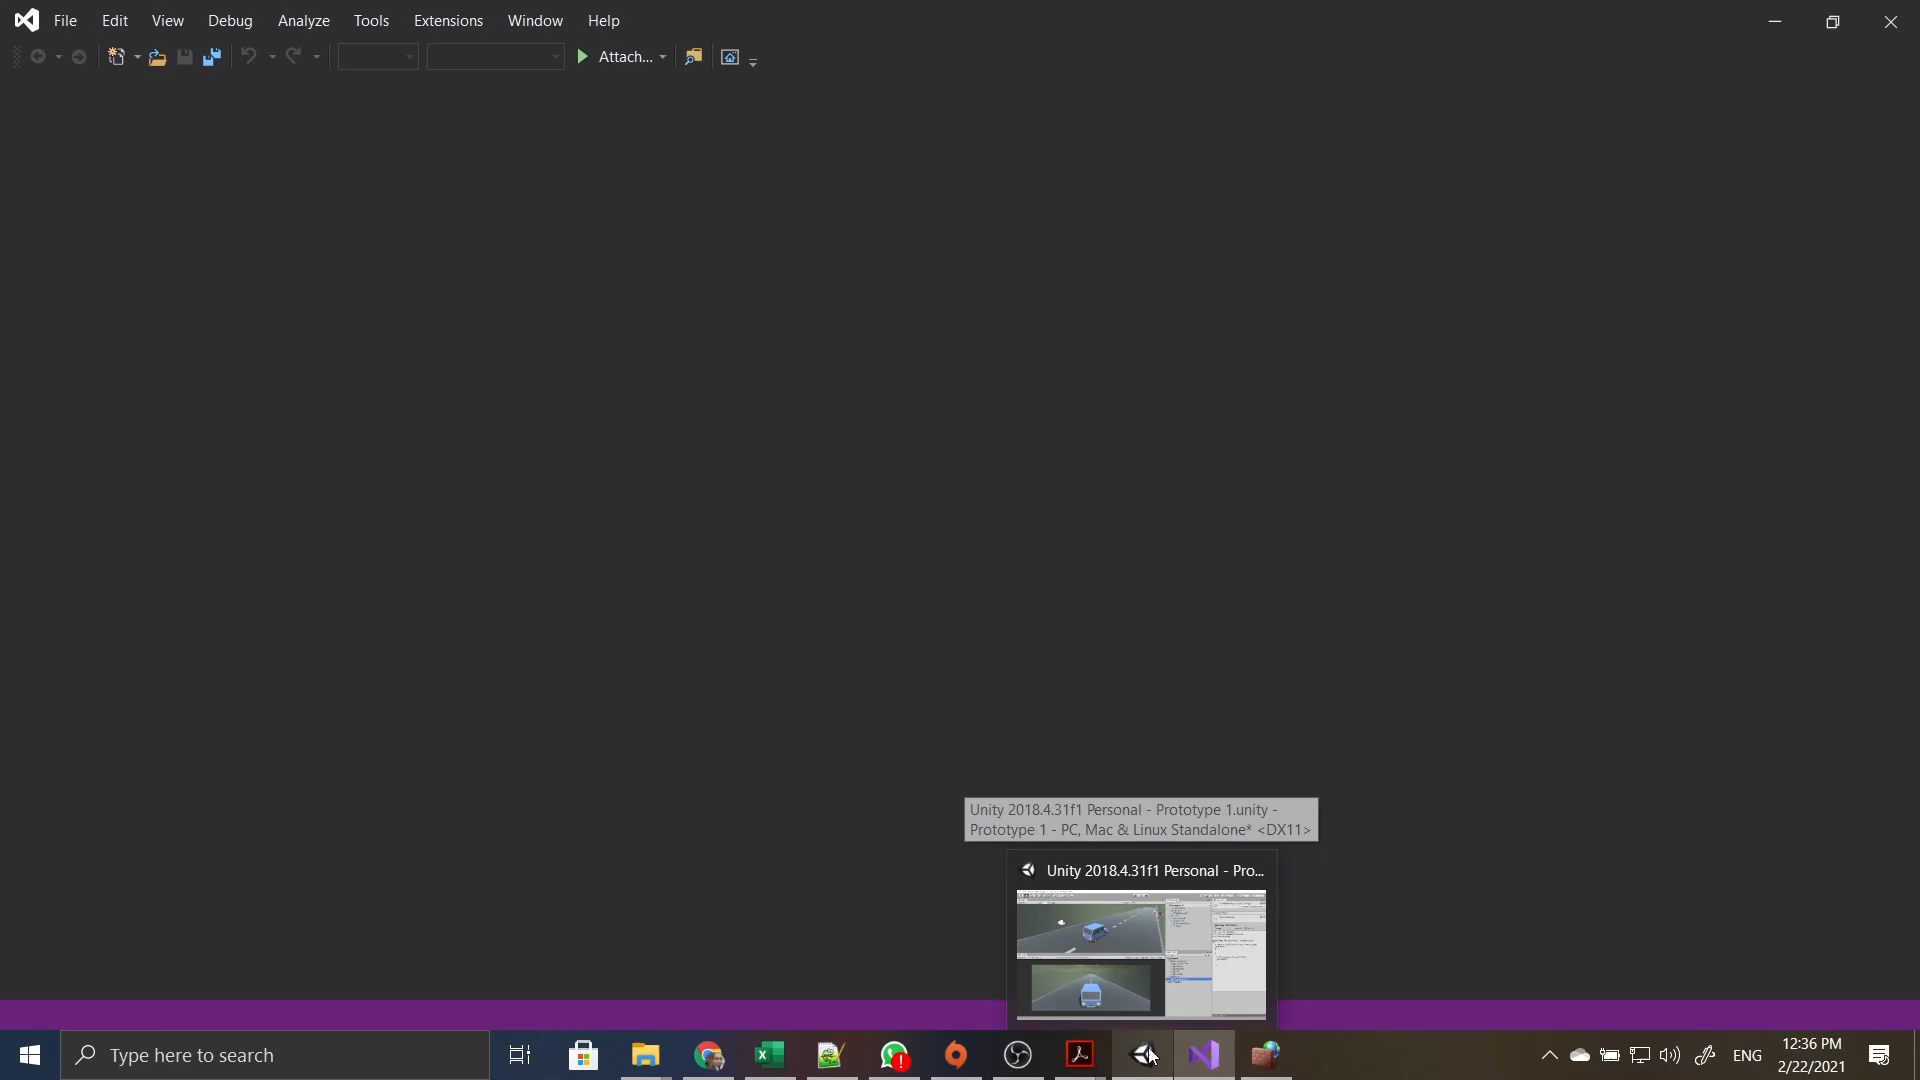 File Edit View Debug Analyze Tools Extensions Window Help
Attach...
Unity 2018.4.31f1 Personal - Prototype 1.unity -
Prototype 1 - PC, Mac & Linux Standalone* <DX11>
Unity 2018.4.31f1 Personal - Pro...
Type here to search
ENG
12:36 PM
2/22/2021